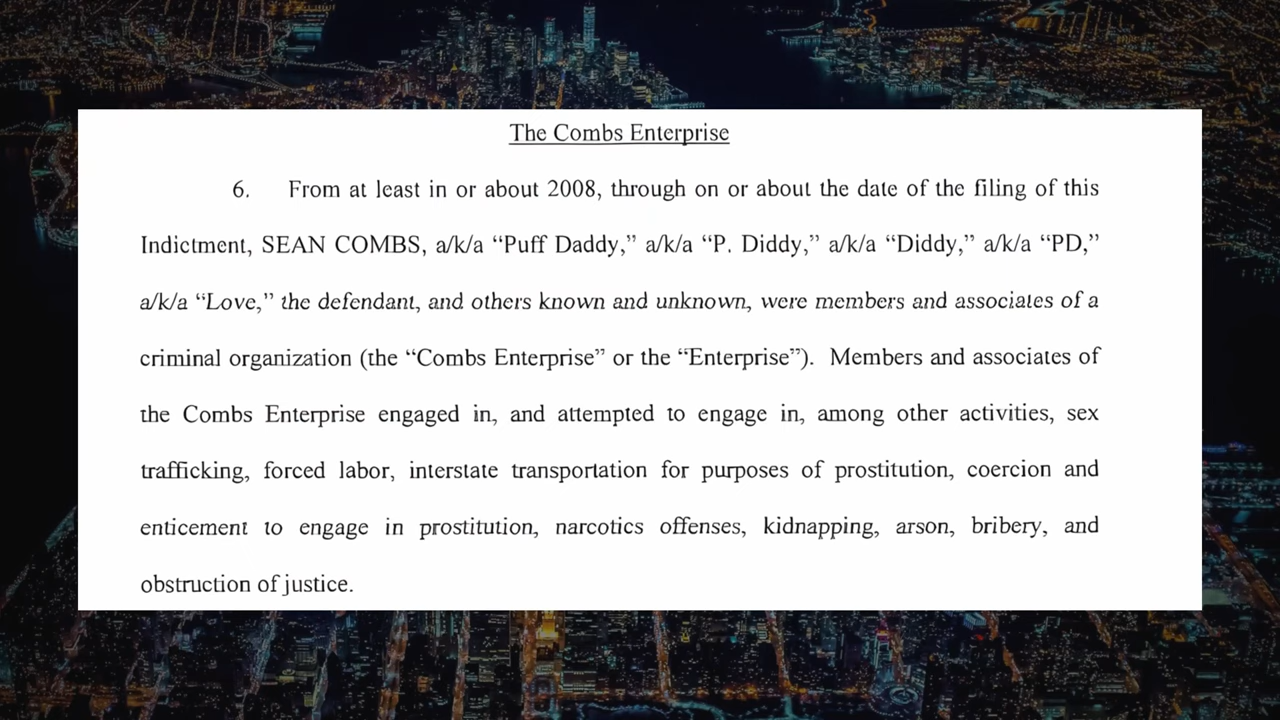 The Combs Enterprise
6. From at least in or about 2008, through on or about the date of the filing of this
Indictment, SEAN COMBS, a/k/a “Puff Daddy,” a/k/a “P. Diddy,” a/k/a “Diddy,” a/k/a “PD,”
a/k/a “Love,” the defendant, and others known and unknown, were members and associates of a
criminal organization (the “Combs Enterprise” or the “Enterprise”). Members and associates of
the Combs Enterprise engaged in, and attempted to engage in, among other activities, sex
trafficking, forced labor, interstate transportation for purposes of prostitution, coercion and
enticement to engage in prostitution, narcotics offenses, kidnapping, arson, bribery, and
obstruction of justice.